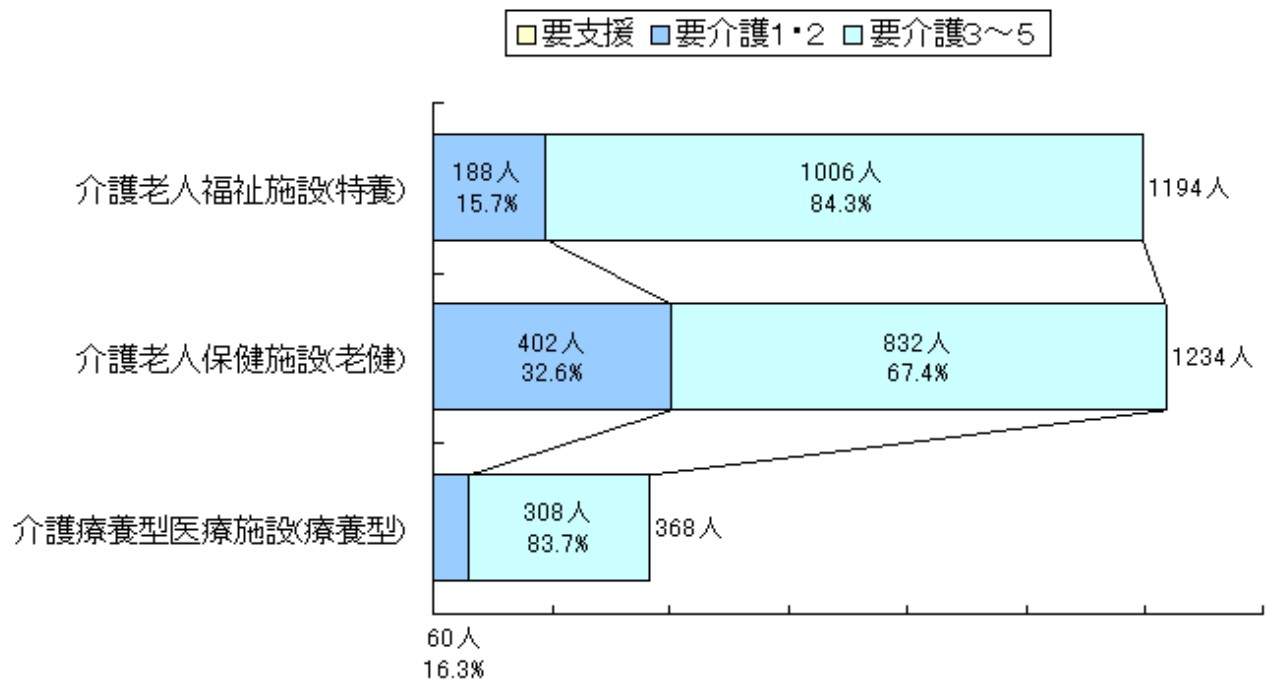 □要支援 ■要介護1・2 □要介護3～5
介護老人福祉施設(特養)
188人
15.7%
1006人
84.3%
1194人
介護老人保健施設(老健)
402人
32.6%
832人
67.4%
1234人
介護療養型医療施設(療養型)
308人
83.7%
368人
60人
16.3%